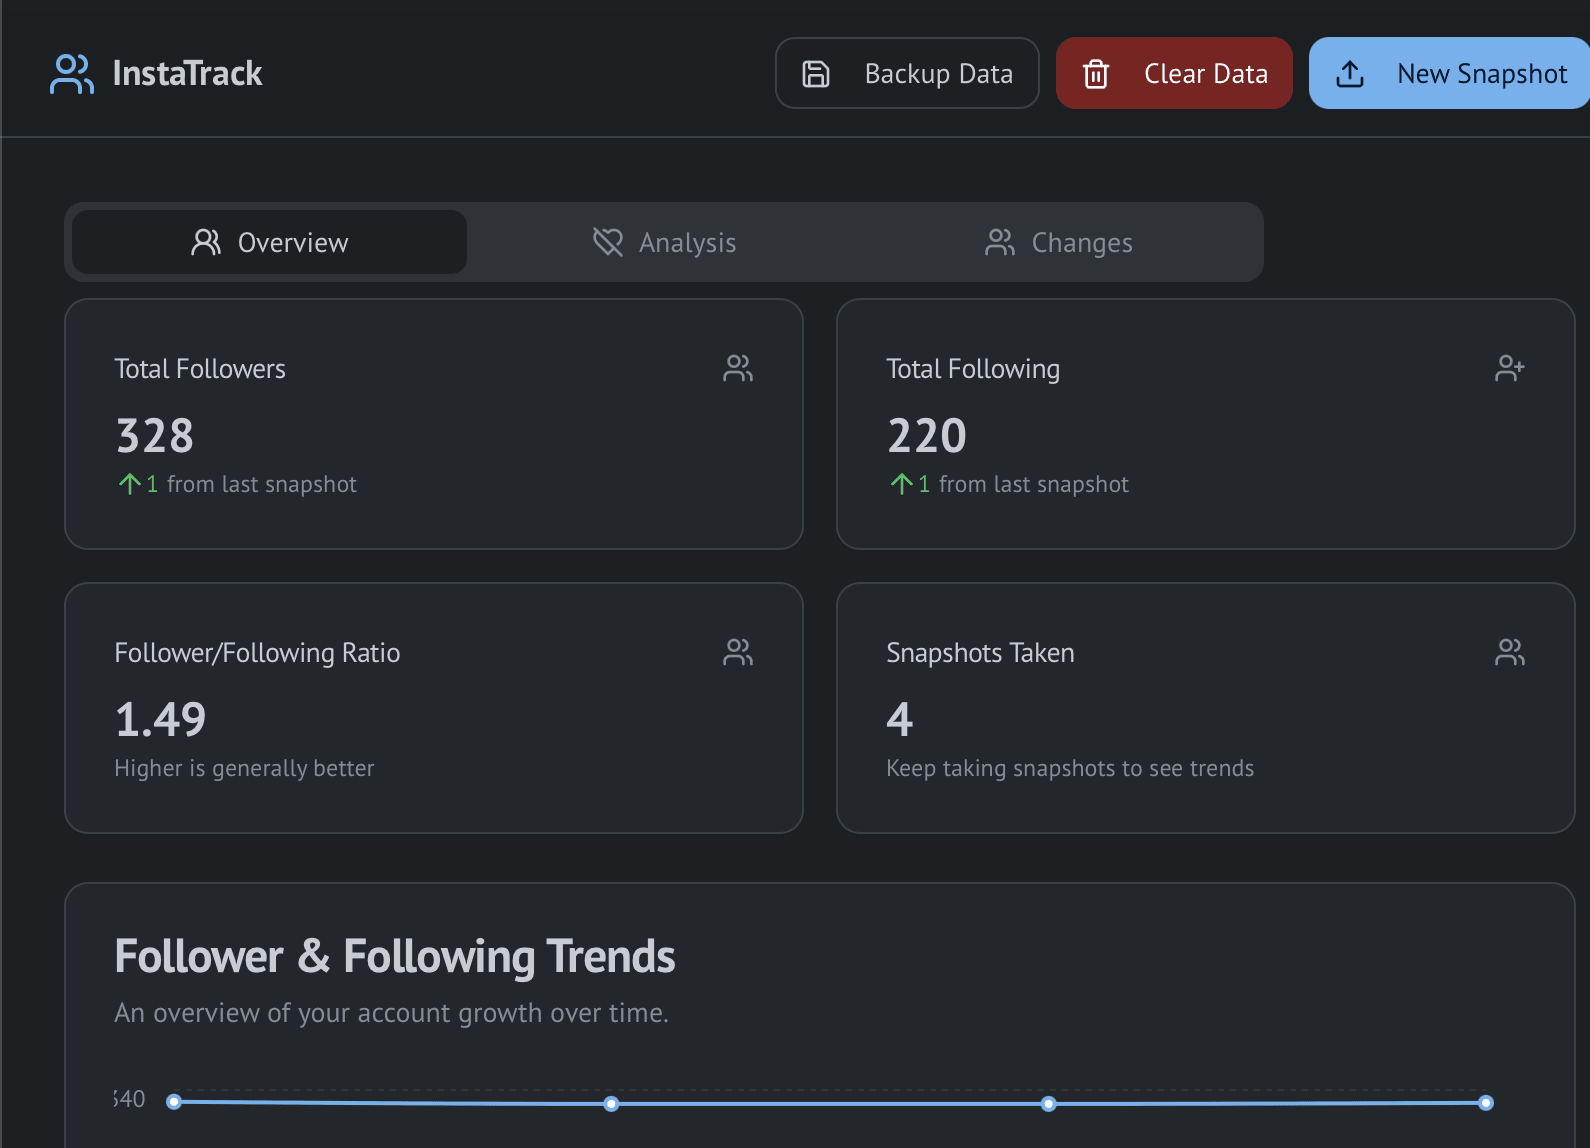 InstaTrack
Backup Data
Clear Data
New Snapshot
Overview
Analysis
Changes
Total Followers
328
↑1 from last snapshot
Total Following
220
↑1 from last snapshot
Follower/Following Ratio
1.49
Higher is generally better
Snapshots Taken
4
Keep taking snapshots to see trends
Follower & Following Trends
An overview of your account growth over time.
340